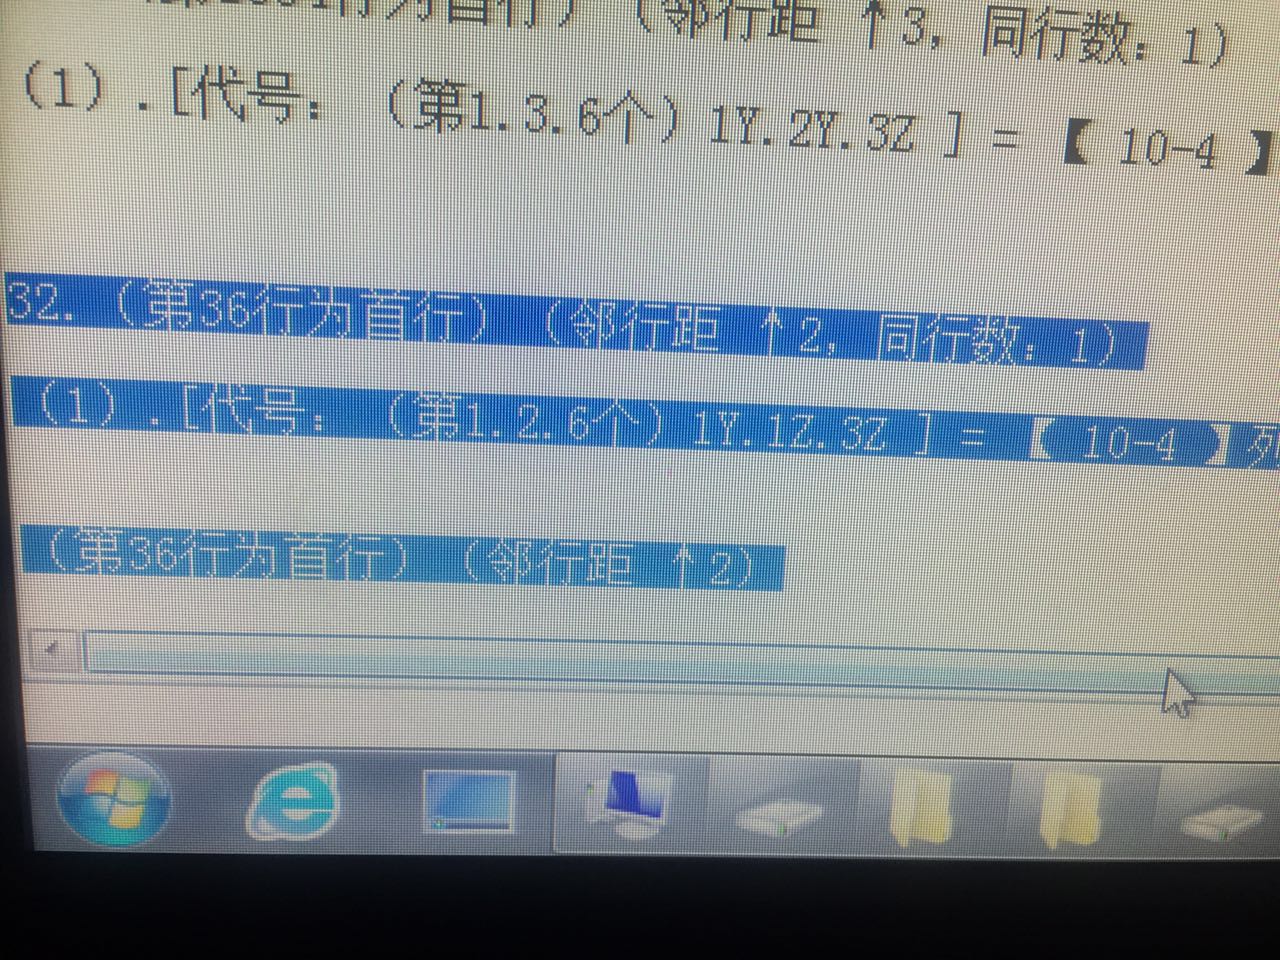 行为首行）（邻行距 ↑3，同行数：1）
（1）.[代号：（第1.3.6个）1Y.2Y.3Z ] = 【 10-4 】
32.（第36行为首行）（邻行距 ↑2，同行数：1）
（1）.[代号：（第1.2.6个）1Y.1Z.3Z ] = 【 10-4 】列
（第36行为首行）（邻行距 ↑2）